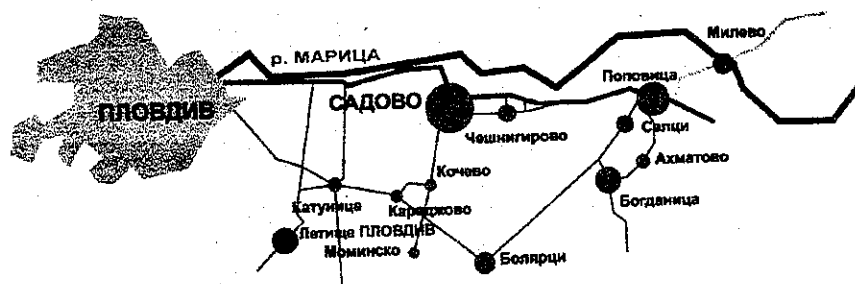 Милево
р. МАРИЦА
Поповица
ПЛОВДИВ
САДОВО
Чешнигирово
Селци
Ахматово
Кочево
Катуница
Караджово
Богданица
Летище ПЛОВДИВ
Моминско
Болярци